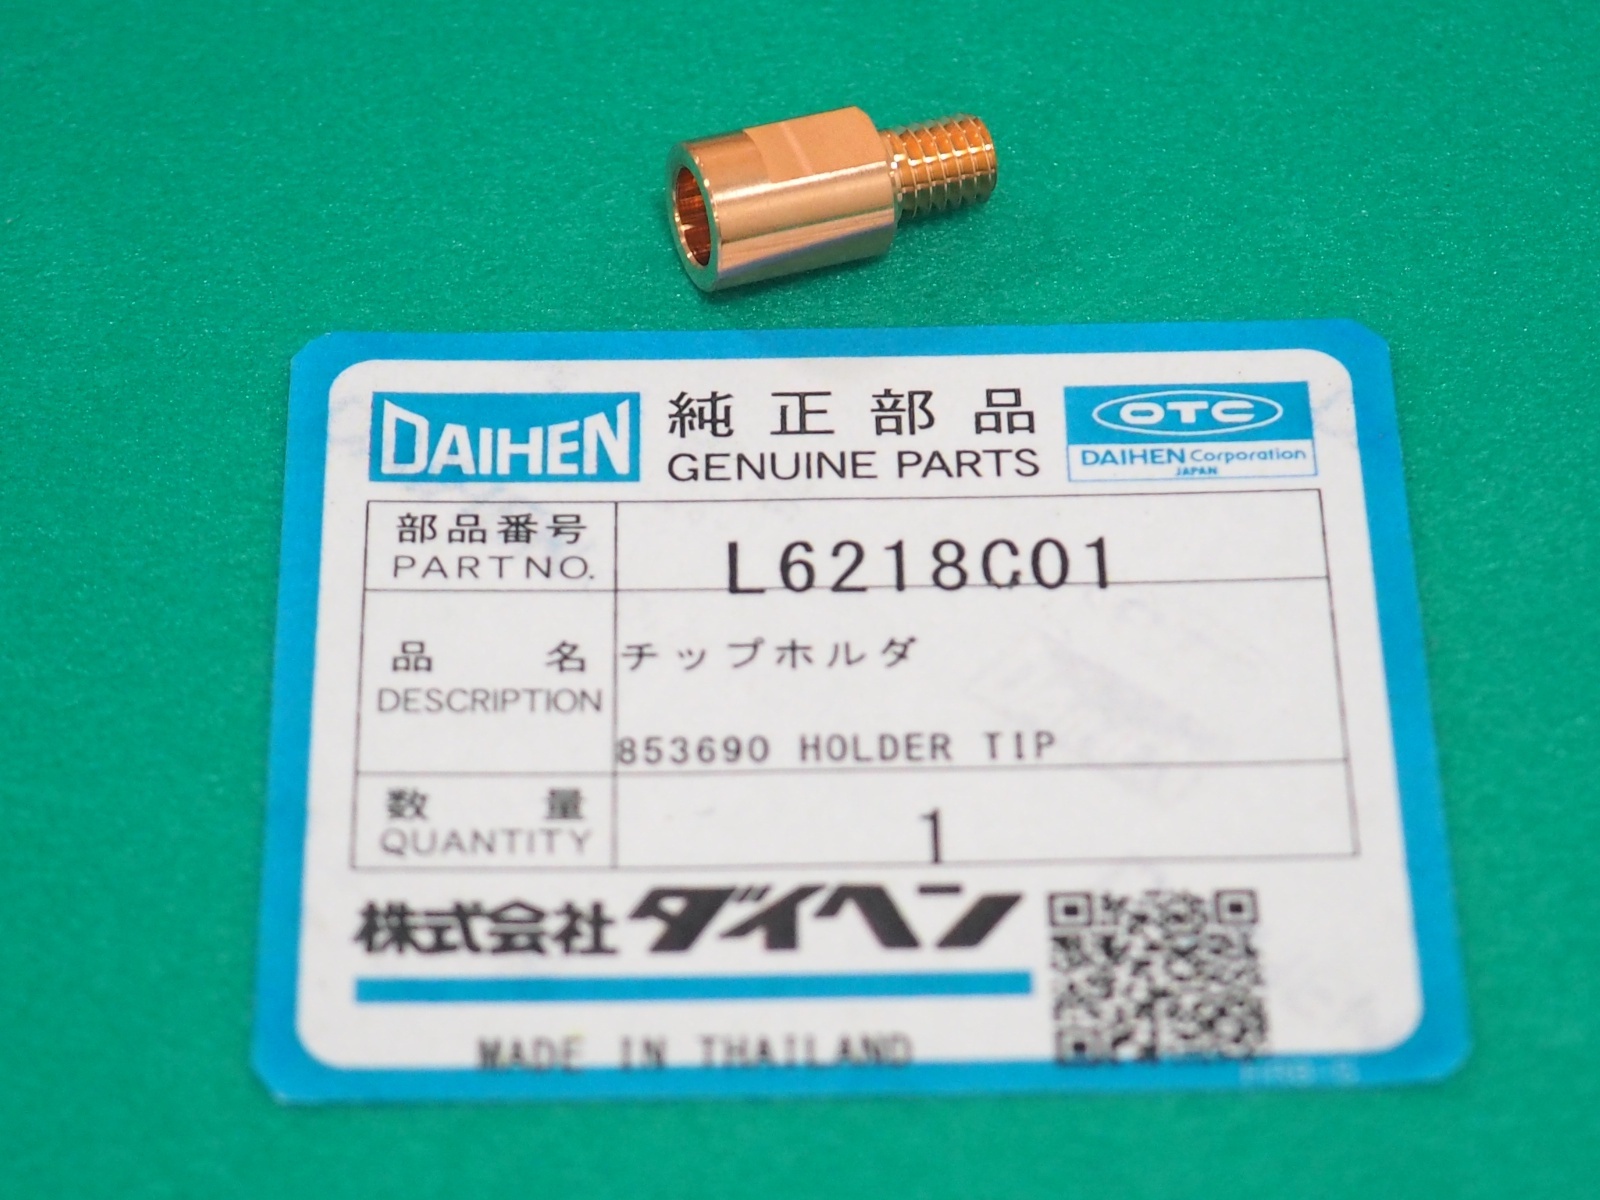 DAIHEN
純正部品
GENUINE PARTS
OTC
DAIHEN Corporation
JAPAN
部品番号
PART NO.
L6218C01
品名
DESCRIPTION
チップホルダ
853690 HOLDER TIP
数量
QUANTITY
1
株式会社ダイヘン
MADE IN THAILAND